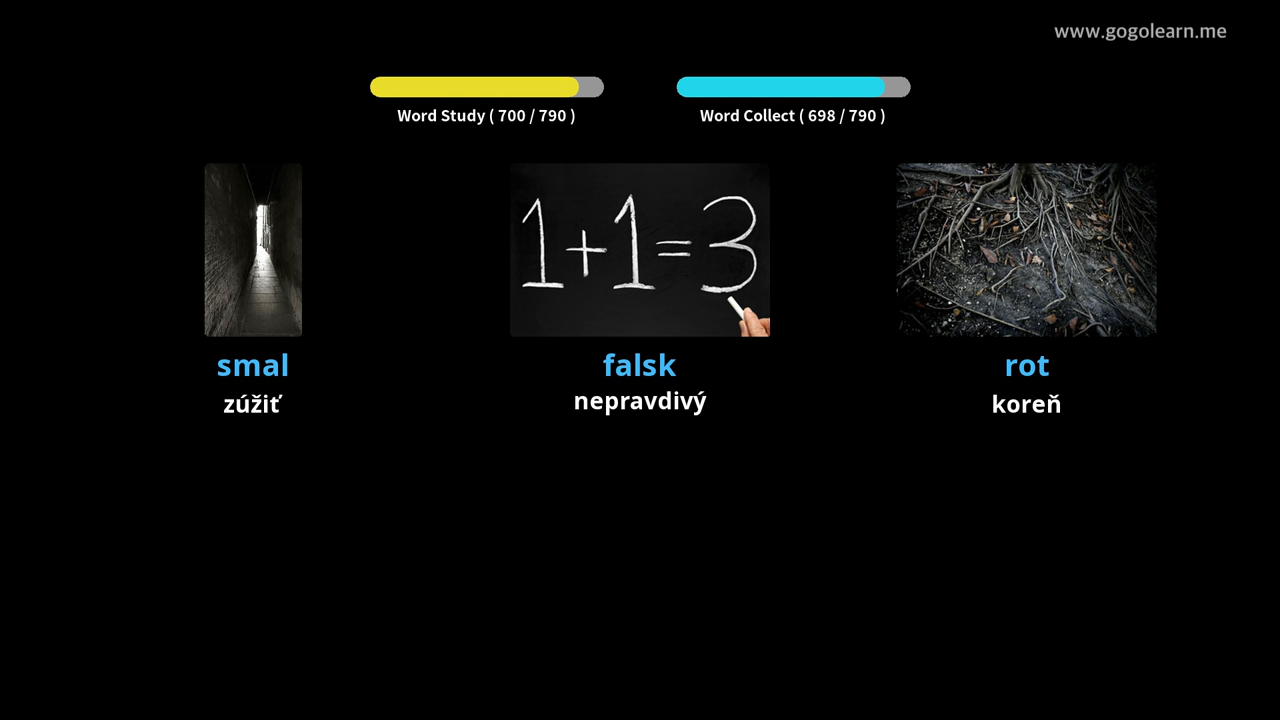 www.gogolearn.me
Word Study ( 700 / 790 )
Word Collect ( 698 / 790 )
1+1=3
smal
falsk
rot
zúžiť
nepravdivý
koreň